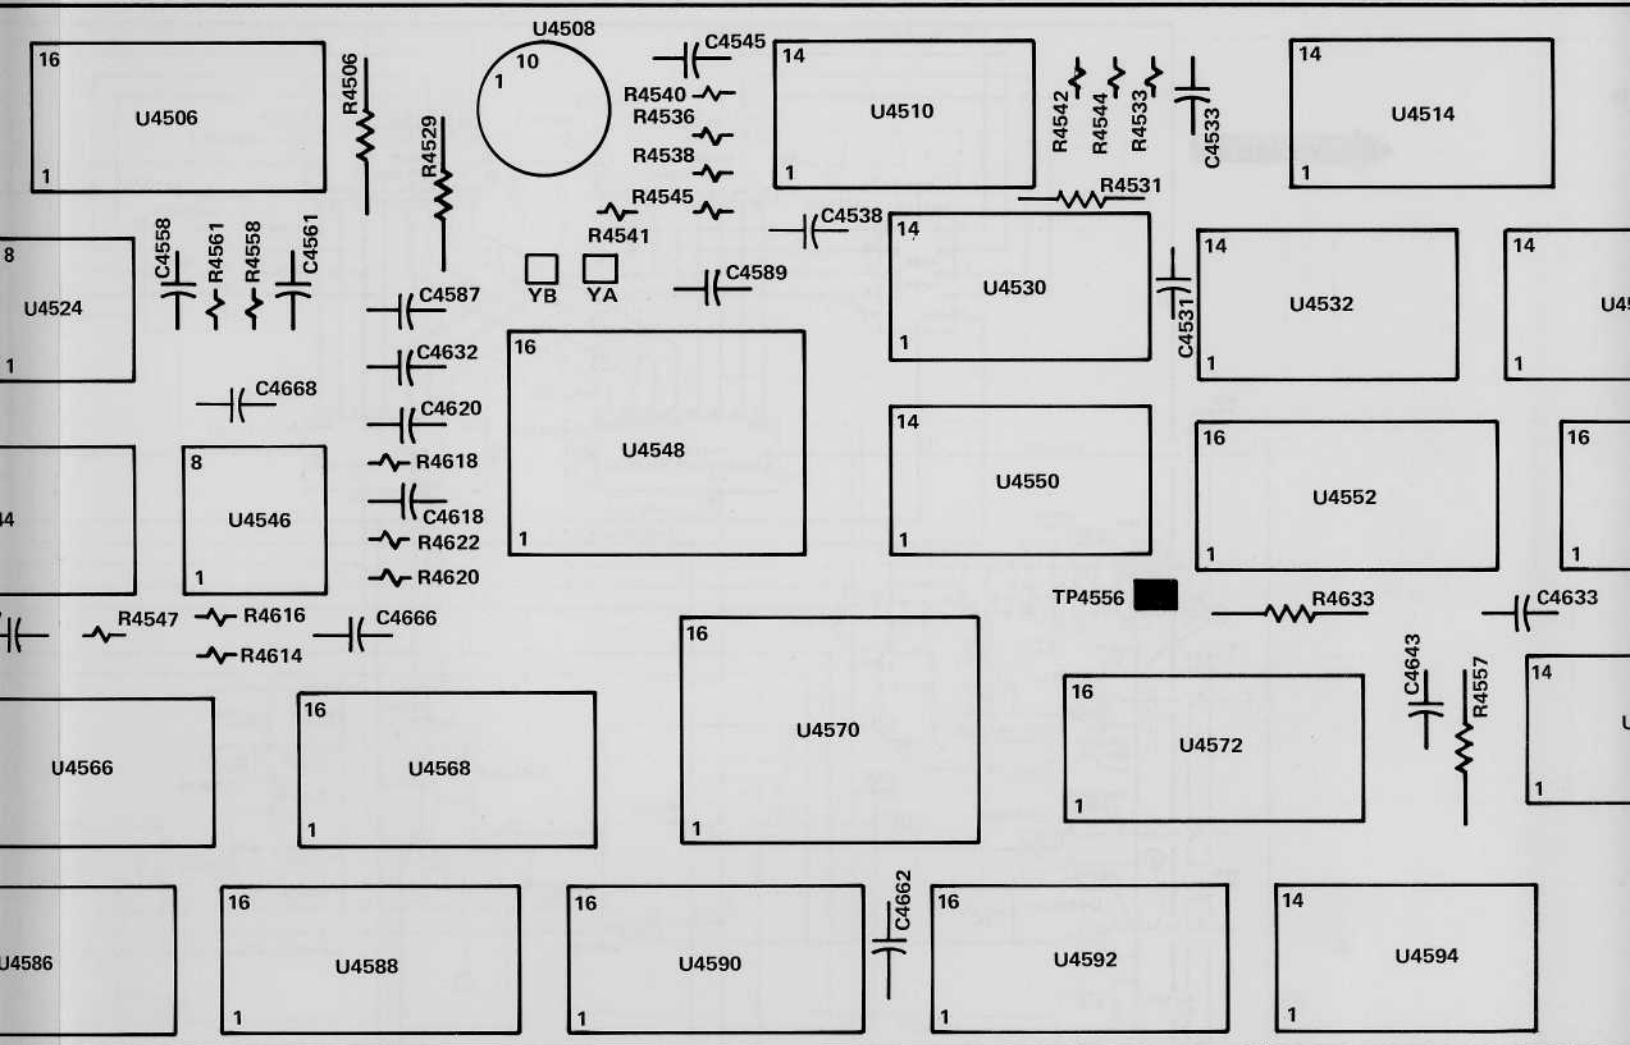 U4508
16
U4506
1
R4506
R4529
10
1
C4545
R4540
R4536
R4538
R4545
R4541
14
U4510
1
R4542
R4544
R4533
C4533
R4531
14
U4514
1
8
U4524
1
C4558
R4561
R4558
C4561
C4587
C4632
C4620
R4618
C4618
R4622
R4620
C4668
YB
YA
C4589
C4538
14
U4530
1
C4531
14
U4532
1
14
1
16
U4548
1
14
U4550
1
16
U4552
1
16
1
8
U4546
1
TP4556
R4633
C4633
R4547
R4616
R4614
C4666
16
U4570
1
16
U4572
1
C4643
R4557
14
1
U4566
16
U4568
1
U4586
16
U4588
1
16
U4590
1
C4662
16
U4592
1
14
U4594
1